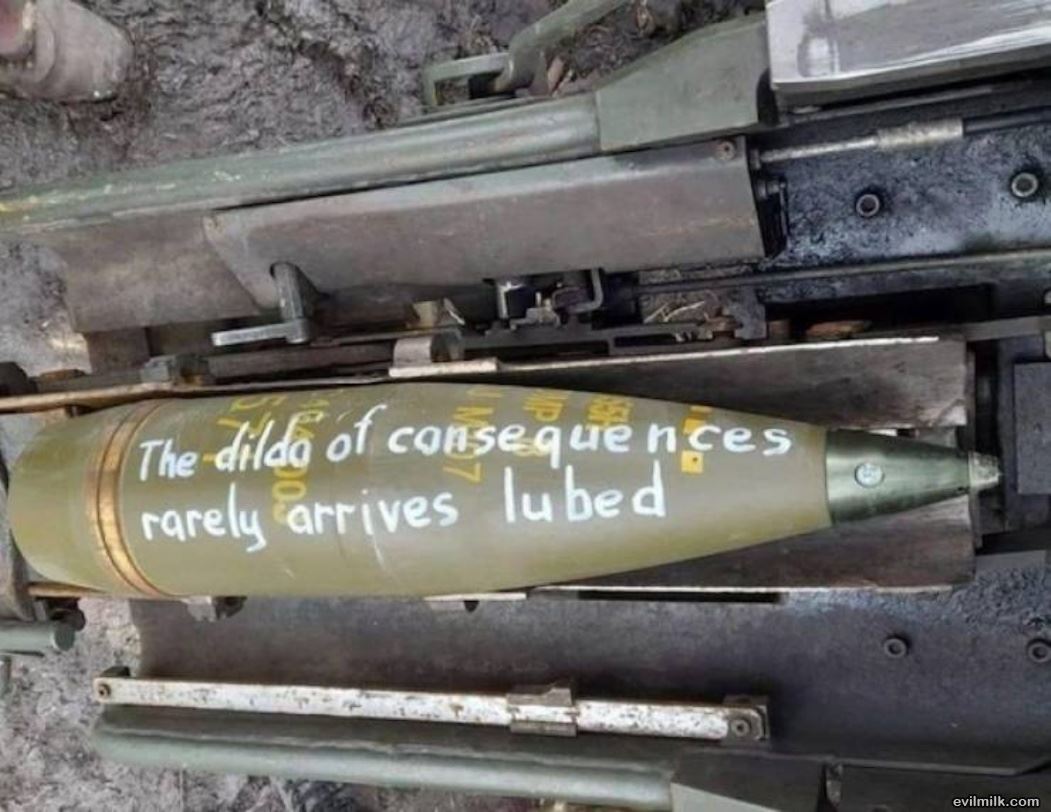 The dildo of consequences
rarely arrives lubed
evilmilk.com